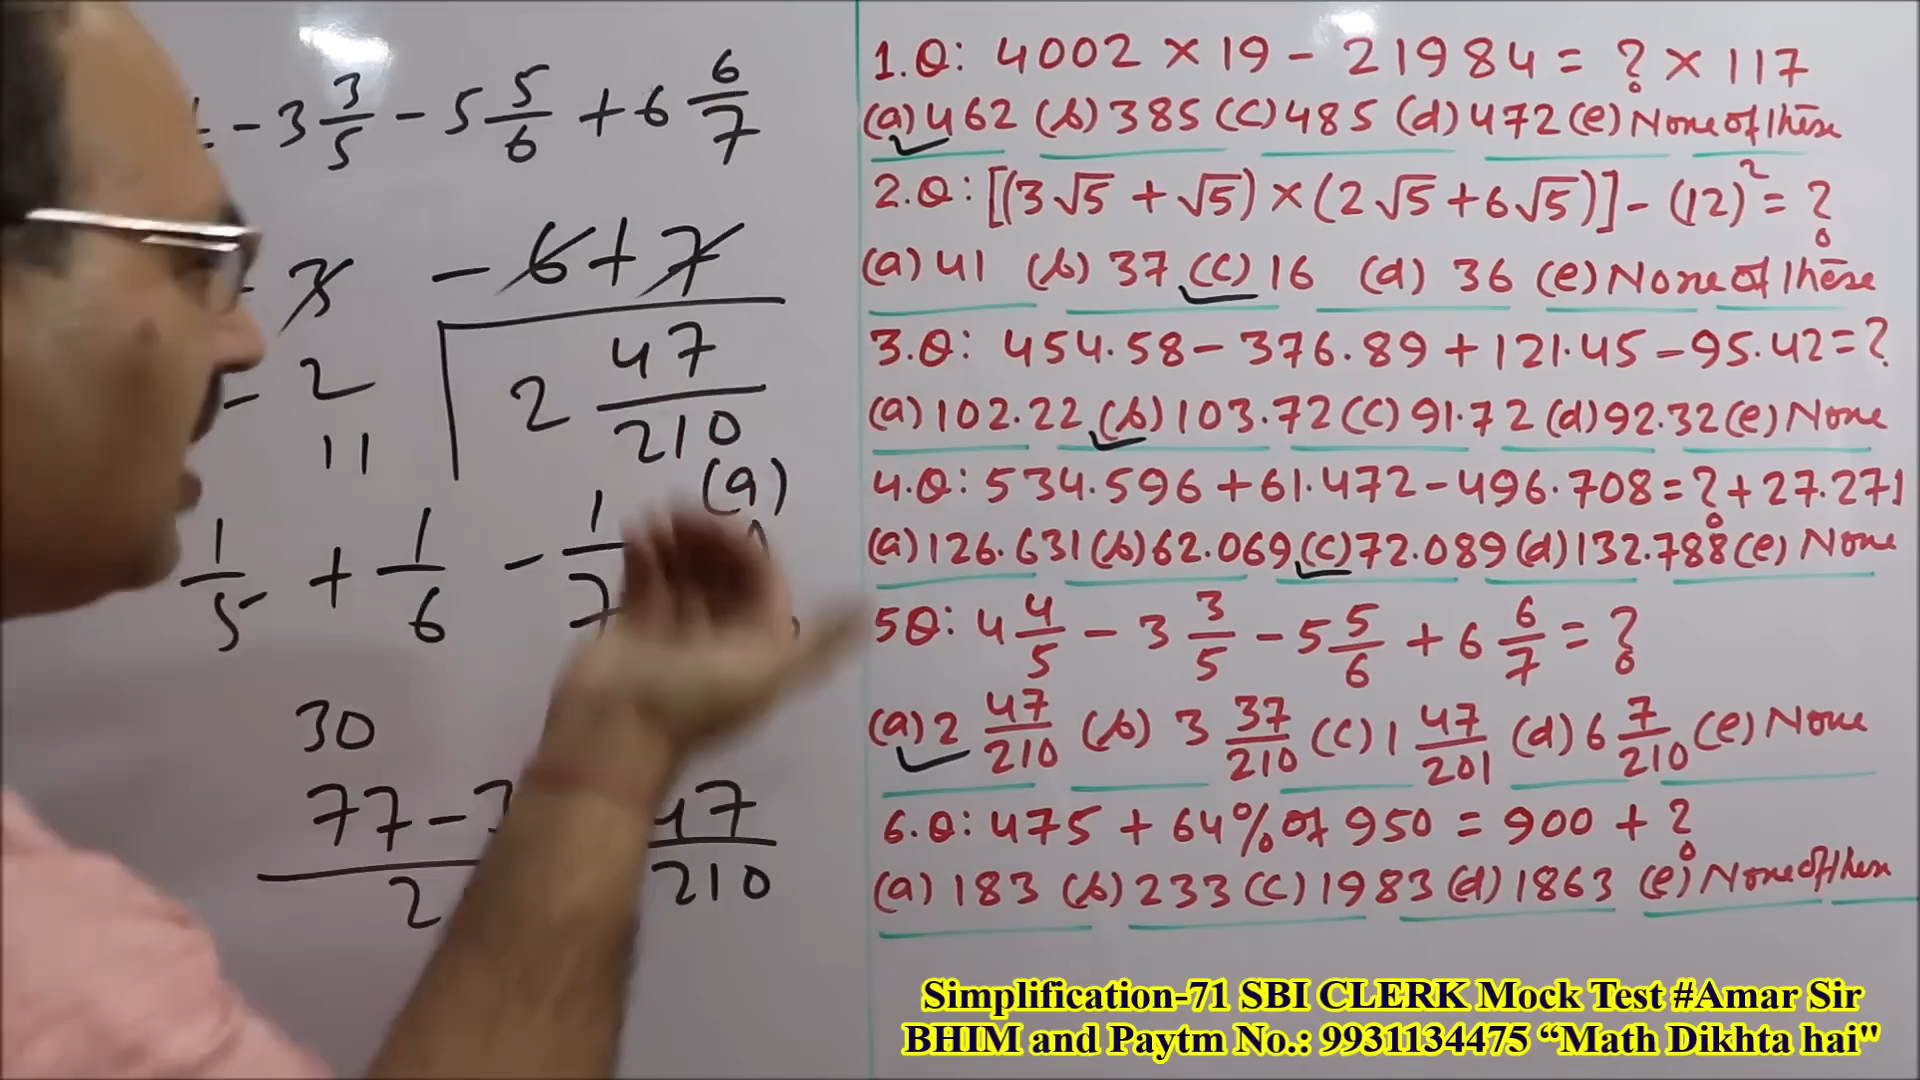 = -3 3/5 - 5 5/6 + 6 6/7
3 - 6 + 7
= 2
11
2 47/210
(a)
1/5 + 1/6 - 1/7
30
77 - 3
2
47/210
1.Q: 4002 × 19 - 21984 = ? × 117
(a) 462 (b) 385 (c) 485 (d) 472 (e) None of these
2.Q: [(3√5 + √5) × (2√5 + 6√5)] - (12)² = ?
(a) 41 (b) 37 (c) 16 (d) 36 (e) None of these
3.Q: 454.58 - 376.89 + 121.45 - 95.42 = ?
(a) 102.22 (b) 103.72 (c) 91.72 (d) 92.32 (e) None
4.Q: 534.596 + 61.472 - 496.708 = ? + 27.271
(a) 126.631 (b) 62.069 (c) 72.089 (d) 132.788 (e) None
5Q: 4 4/5 - 3 3/5 - 5 5/6 + 6 6/7 = ?
(a) 2 47/210 (b) 3 37/210 (c) 1 47/201 (d) 6 7/210 (e) None
6.Q: 475 + 64% of 950 = 900 + ?
(a) 183 (b) 233 (c) 1983 (d) 1863 (e) None of these
Simplification-71 SBI CLERK Mock Test #Amar Sir
BHIM and Paytm No.: 9931134475 “Math Dikhta hai"